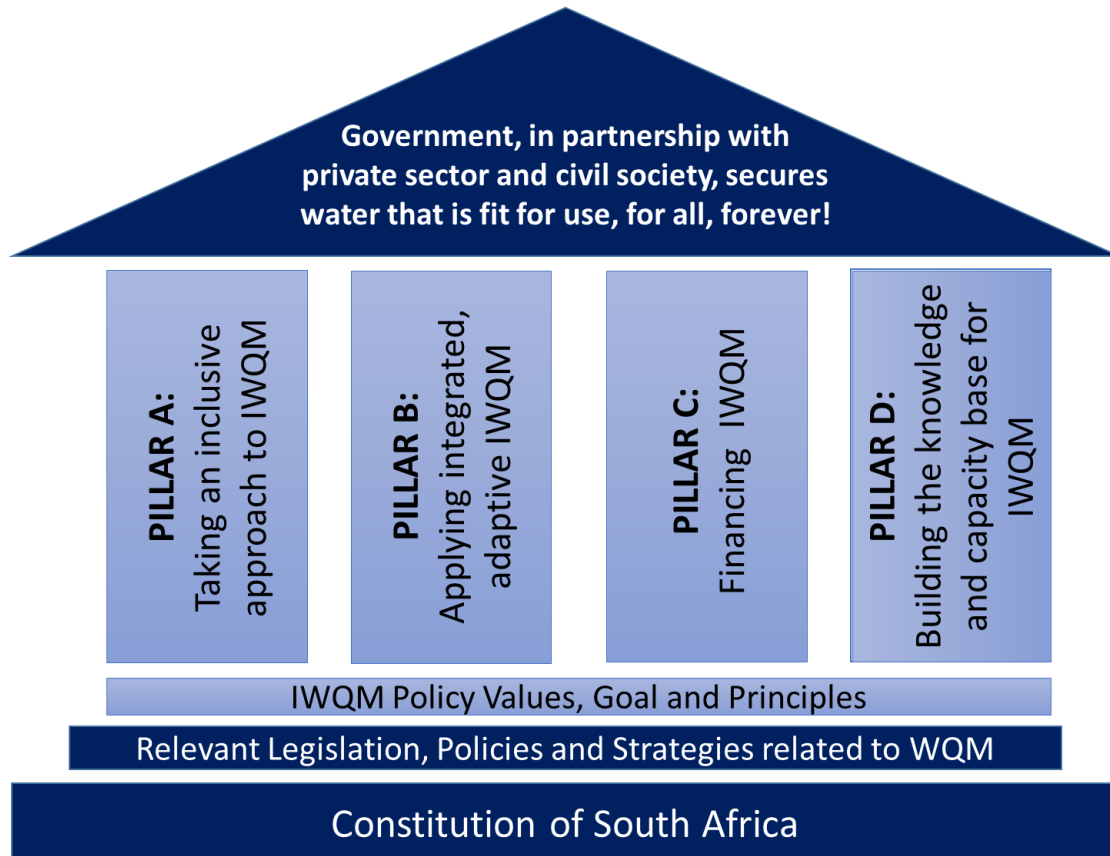 Government, in partnership with
private sector and civil society, secures
water that is fit for use, for all, forever!
PILLAR A:
Taking an inclusive
approach to IWQM
PILLAR B:
Applying integrated,
adaptive IWQM
PILLAR C:
Financing IWQM
PILLAR D:
Building the knowledge
and capacity base for
IWQM
IWQM Policy Values, Goal and Principles
Relevant Legislation, Policies and Strategies related to WQM
Constitution of South Africa